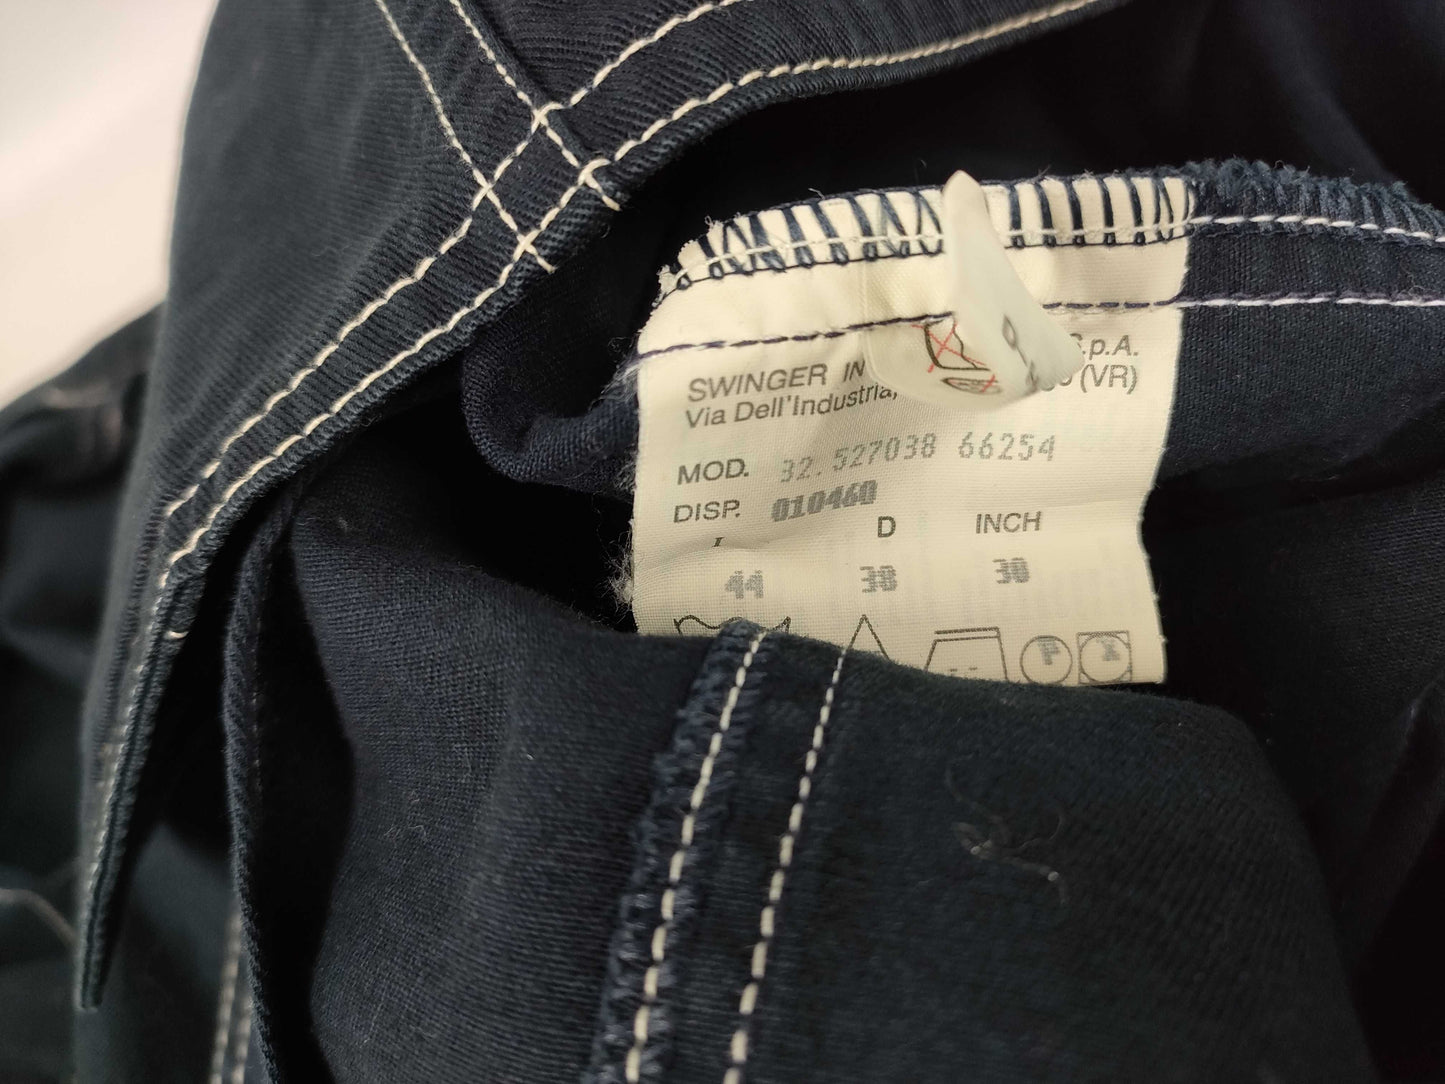 SWINGER IN S.p.A.
Via Dell'Industria, (VR)
MOD. 32.527038 66254
DISP. 010460
I D INCH
44 38 30
P